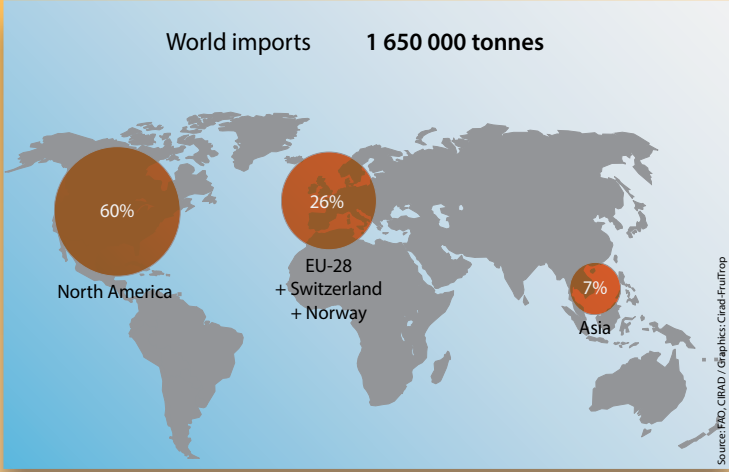 World imports 1 650 000 tonnes
60%
North America
26%
EU-28
+ Switzerland
+ Norway
7%
Asia
Source: FAO, CIRAD / Graphics: Cirad-FruiTrop